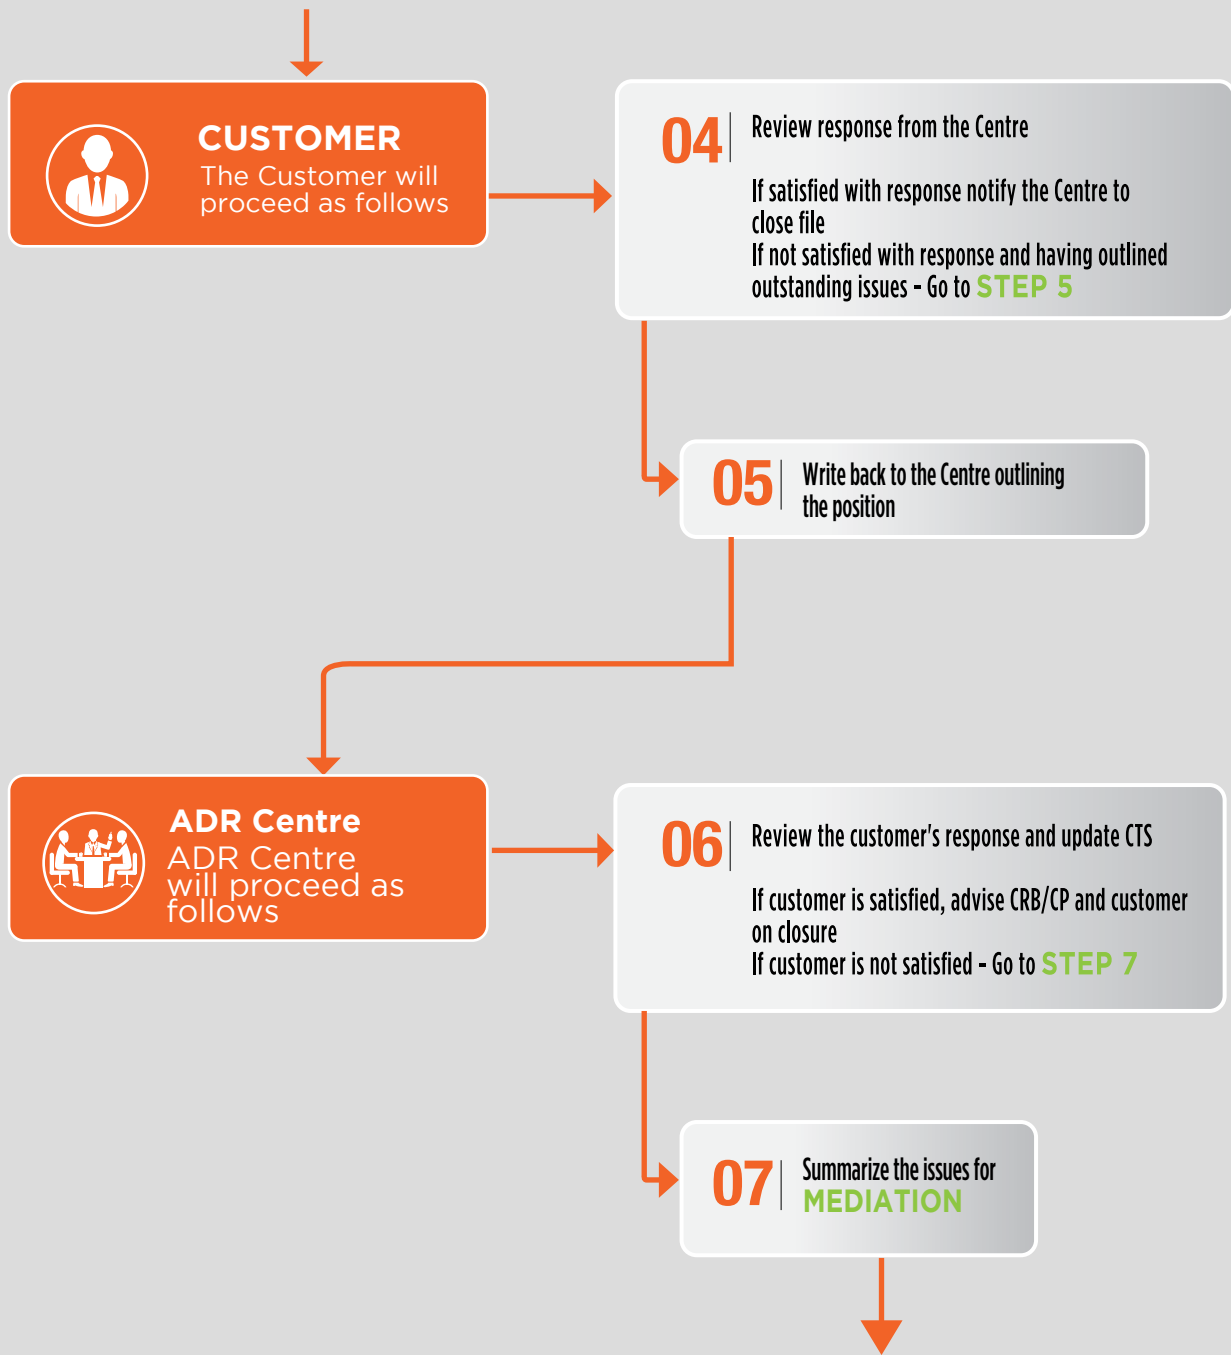 CUSTOMER
The Customer will
proceed as follows
04
Review response from the Centre
If satisfied with response notify the Centre to
close file
If not satisfied with response and having outlined
outstanding issues - Go to STEP 5
05
Write back to the Centre outlining
the position
ADR Centre
ADR Centre
will proceed as
follows
06
Review the customer's response and update CTS
If customer is satisfied, advise CRB/CP and customer
on closure
If customer is not satisfied - Go to STEP 7
07
Summarize the issues for
MEDIATION